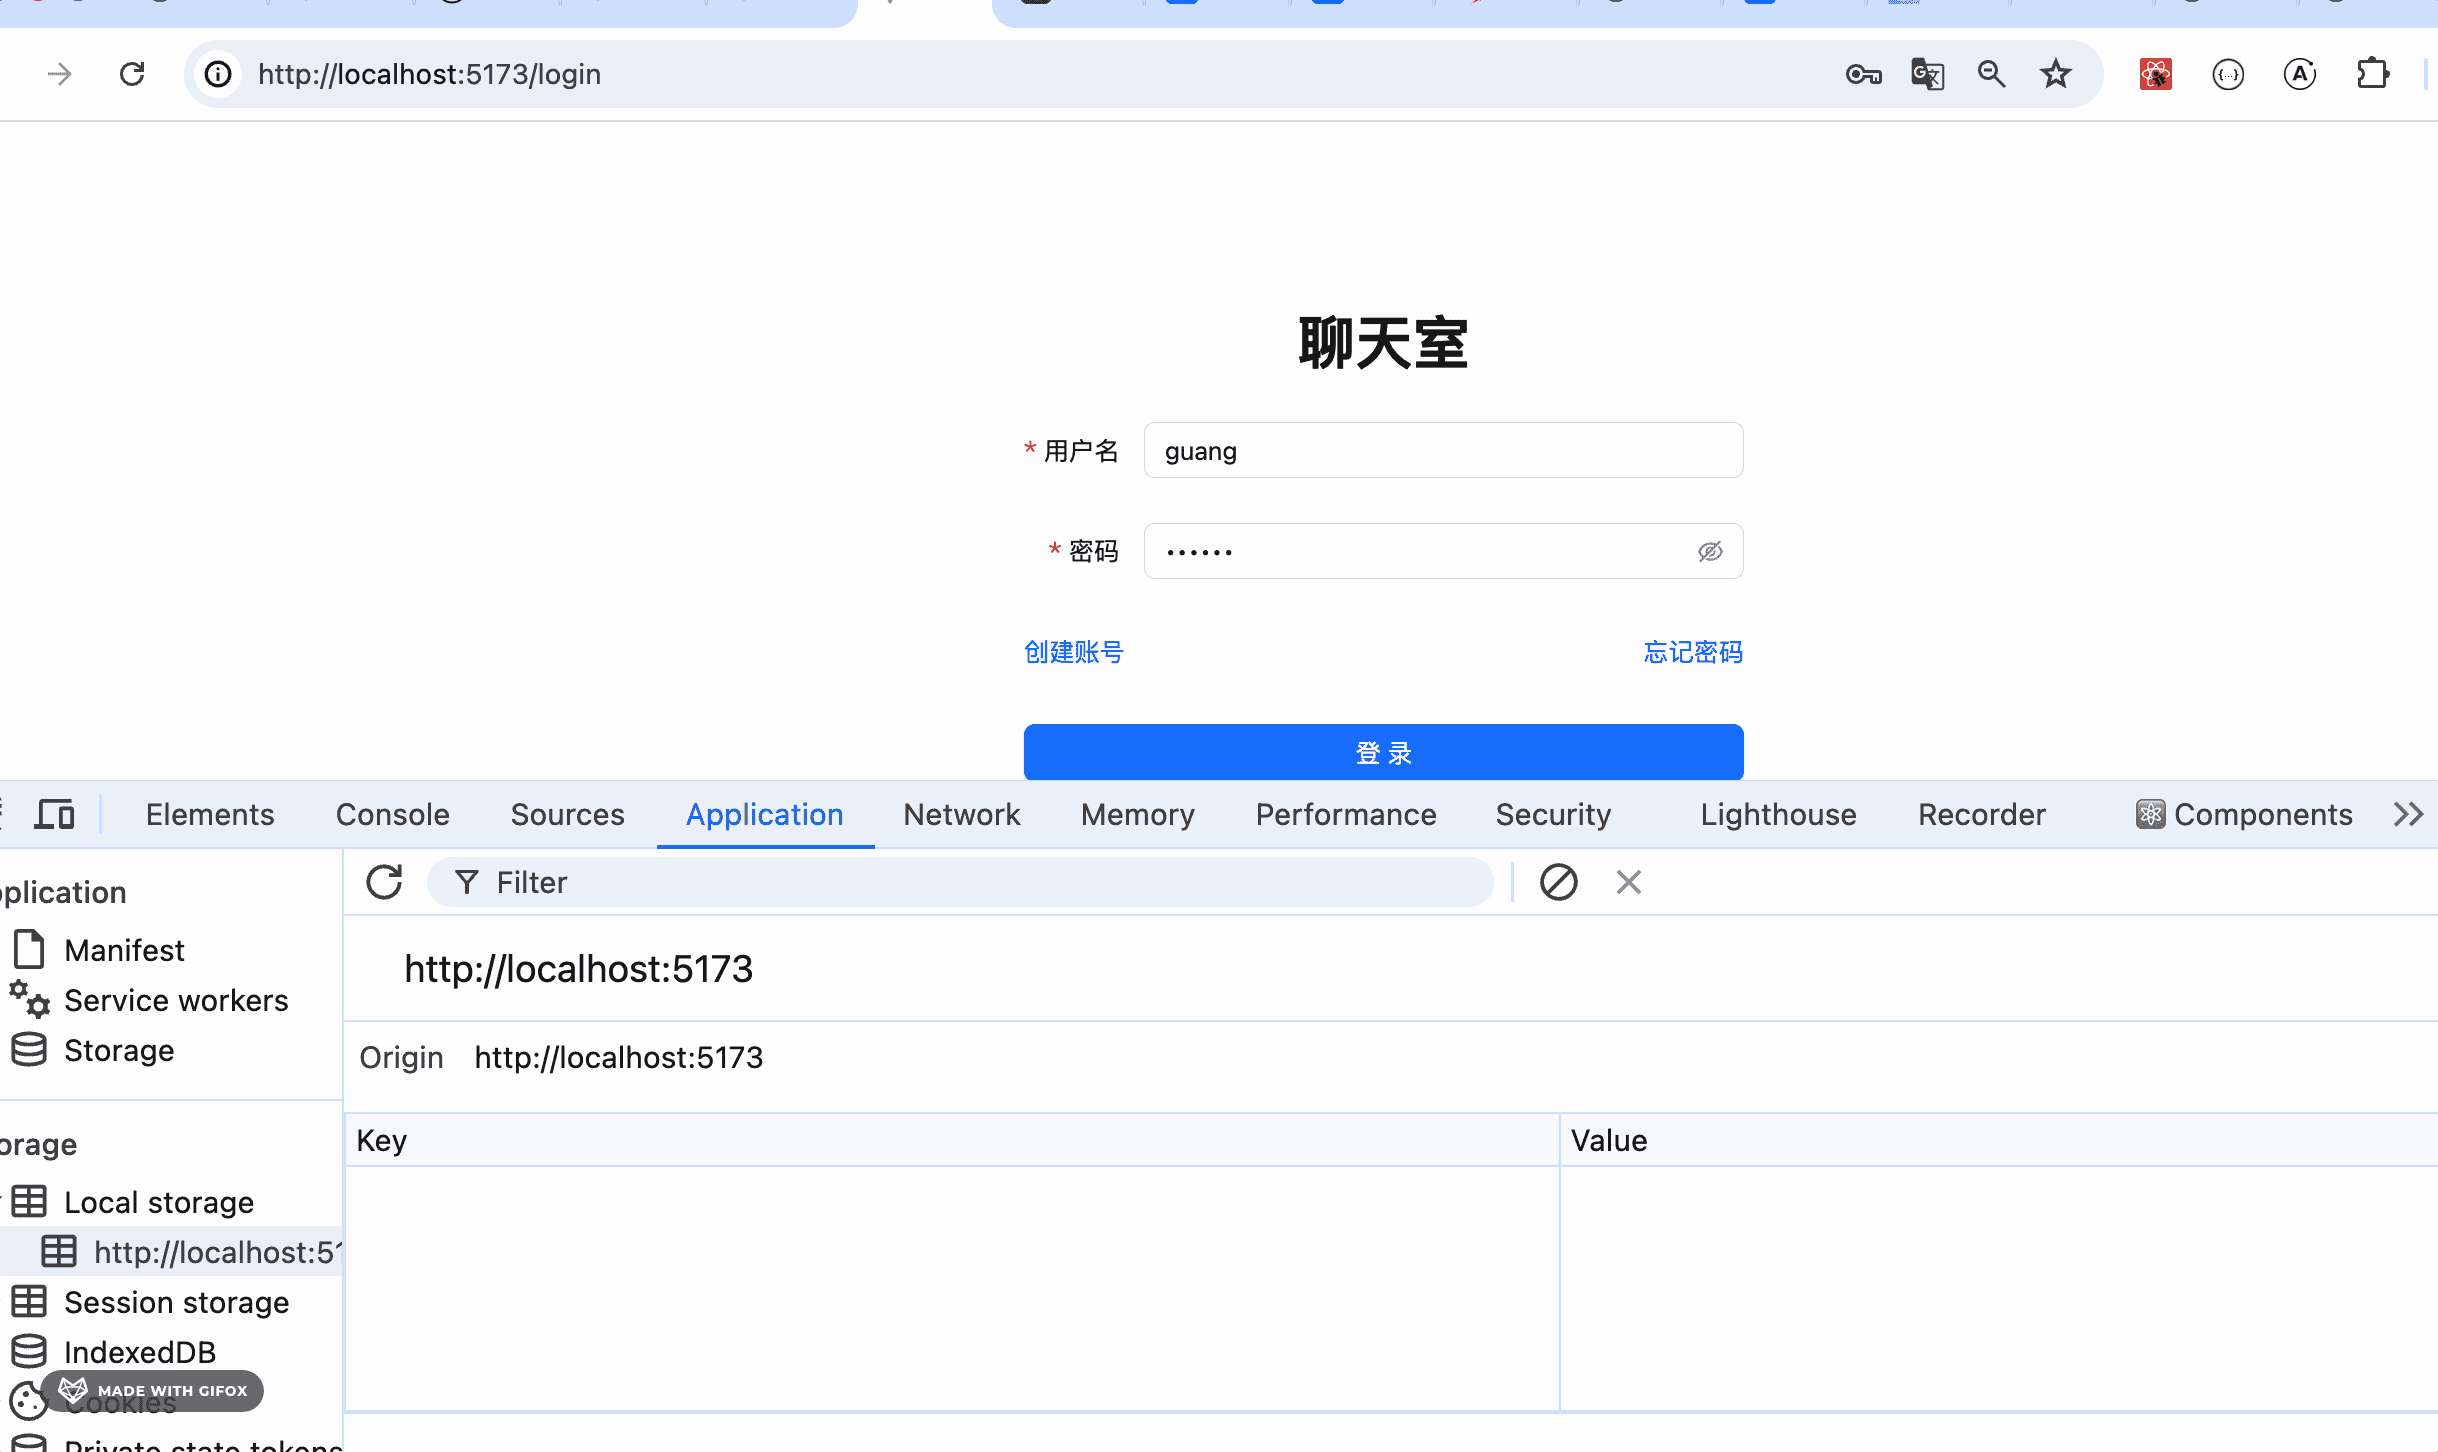 http://localhost:5173/login
聊天室
* 用户名 guang
* 密码 ••••••
创建账号 忘记密码
登 录
Elements Console Sources Application Network Memory Performance Security Lighthouse Recorder Components
plication
Filter
Manifest
http://localhost:5173
Service workers
Storage
Origin http://localhost:5173
orage
Key Value
Local storage
http://localhost:51
Session storage
IndexedDB
MADE WITH GIFOX
Cookies
Private state tokens